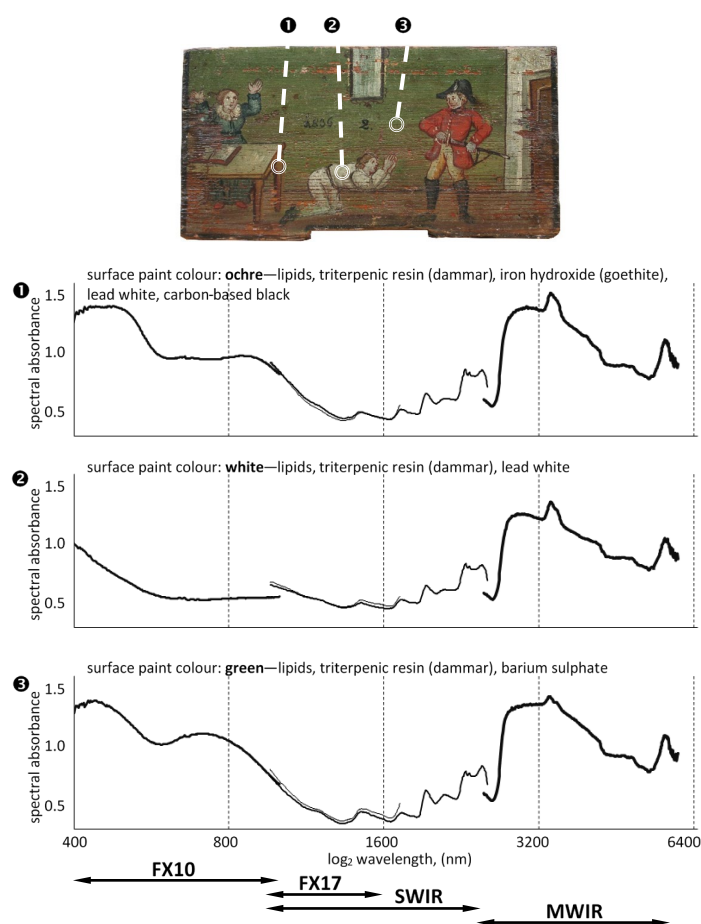 ❶ ❷ ❸
1836 2.
surface paint colour: ochre—lipids, triterpenic resin (dammar), iron hydroxide (goethite),
lead white, carbon-based black
❶
1.5
1.0
0.5
spectral absorbance
surface paint colour: white—lipids, triterpenic resin (dammar), lead white
❷
1.5
1.0
0.5
spectral absorbance
surface paint colour: green—lipids, triterpenic resin (dammar), barium sulphate
❸
1.5
1.0
0.5
spectral absorbance
400 800 1600 3200 6400
log₂ wavelength, (nm)
FX10
FX17
SWIR
MWIR